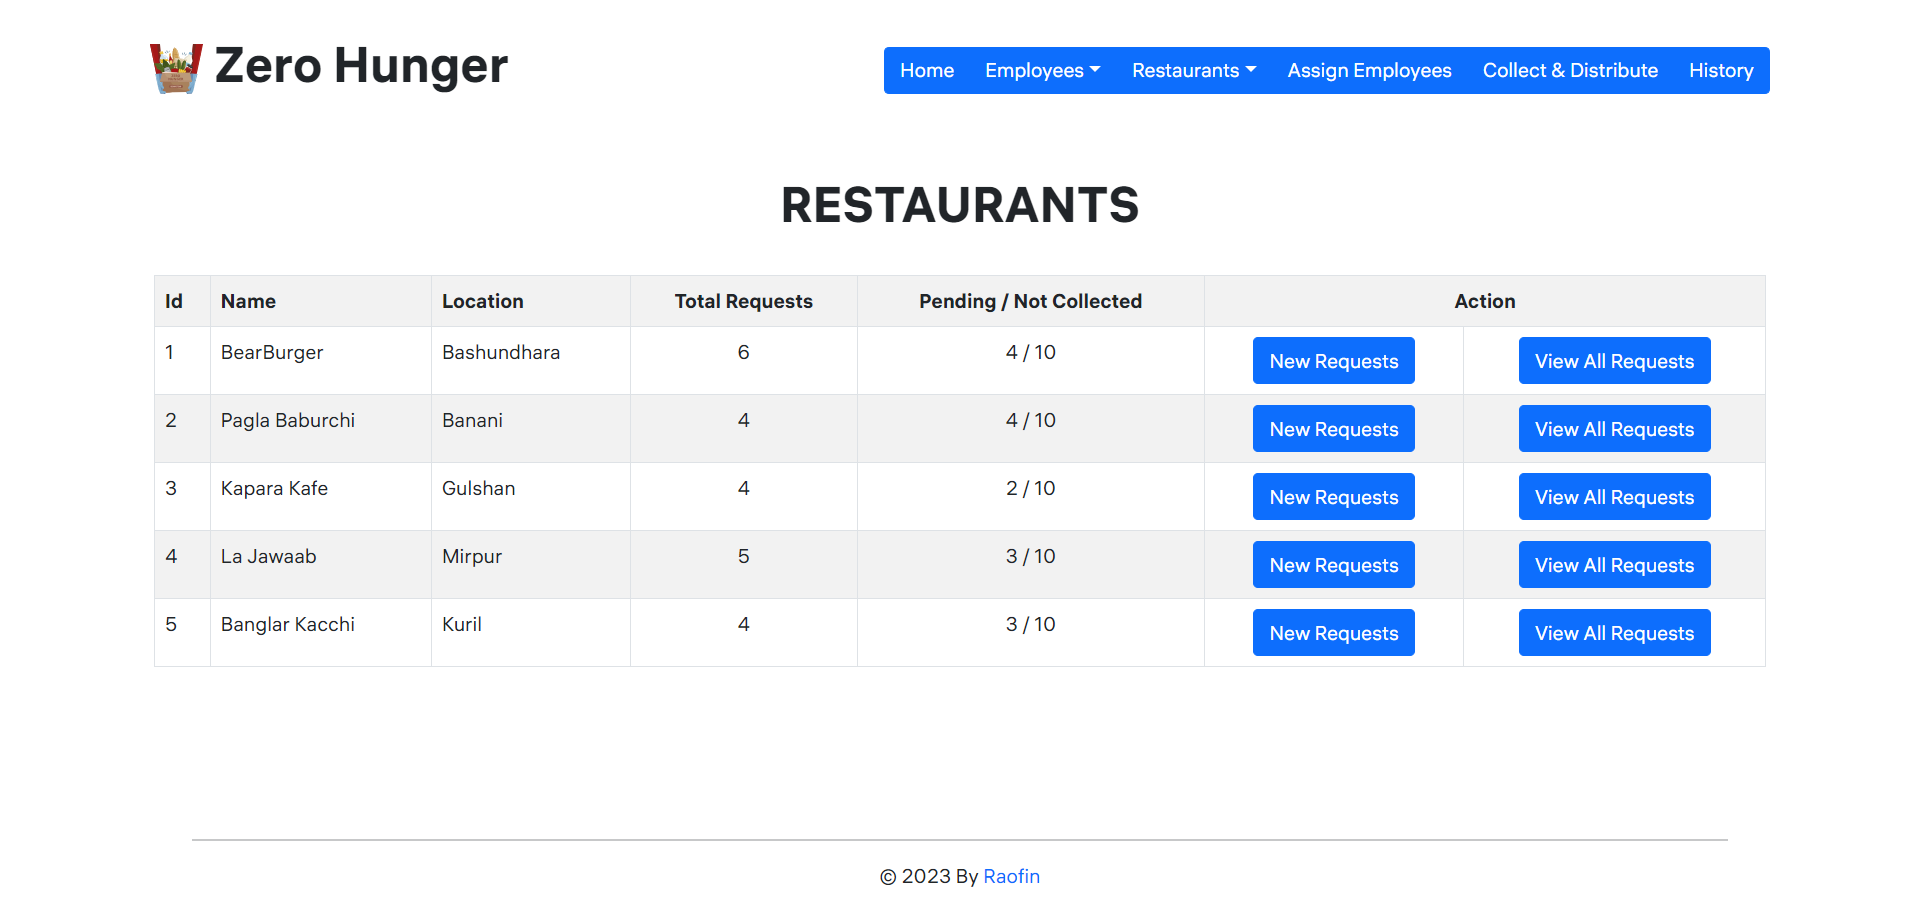 Zero Hunger
Home Employees Restaurants Assign Employees Collect & Distribute History
RESTAURANTS
Id Name Location Total Requests Pending / Not Collected Action
1 BearBurger Bashundhara 6 4 / 10 New Requests View All Requests
2 Pagla Baburchi Banani 4 4 / 10 New Requests View All Requests
3 Kapara Kafe Gulshan 4 2 / 10 New Requests View All Requests
4 La Jawaab Mirpur 5 3 / 10 New Requests View All Requests
5 Banglar Kacchi Kuril 4 3 / 10 New Requests View All Requests
© 2023 By Raofin